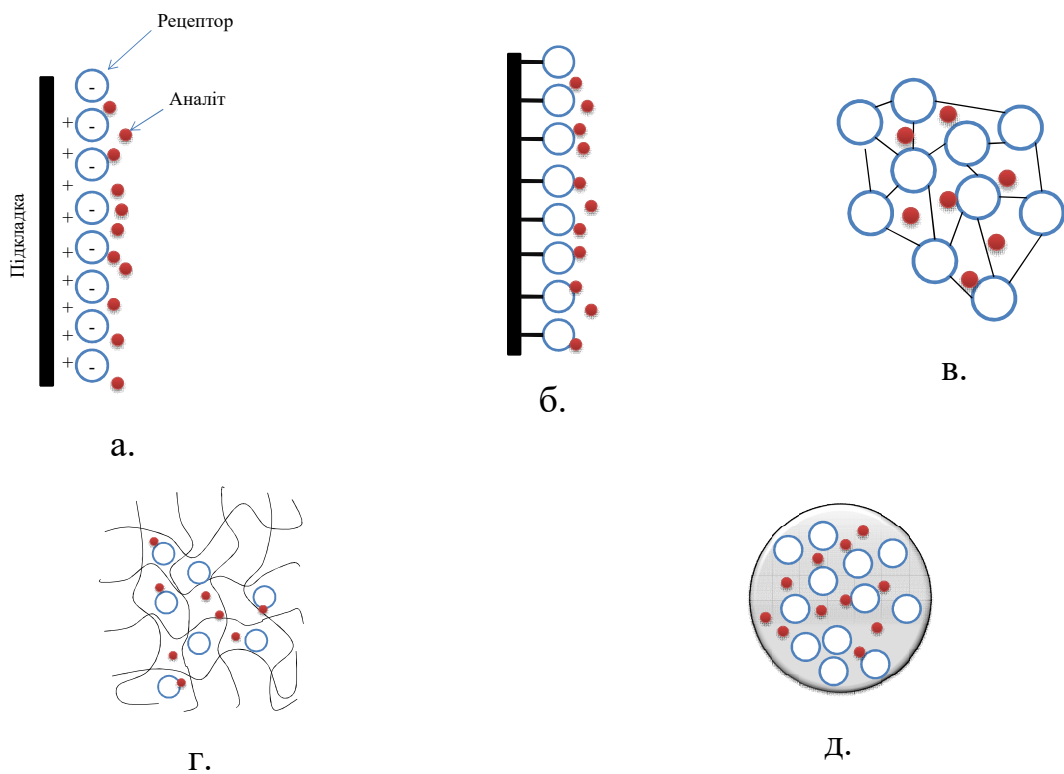 Рецептор
Аналіт
Підкладка
-
-
-
-
-
-
-
-
+
+
+
+
+
+
+
+
+
а.
б.
в.
г.
д.